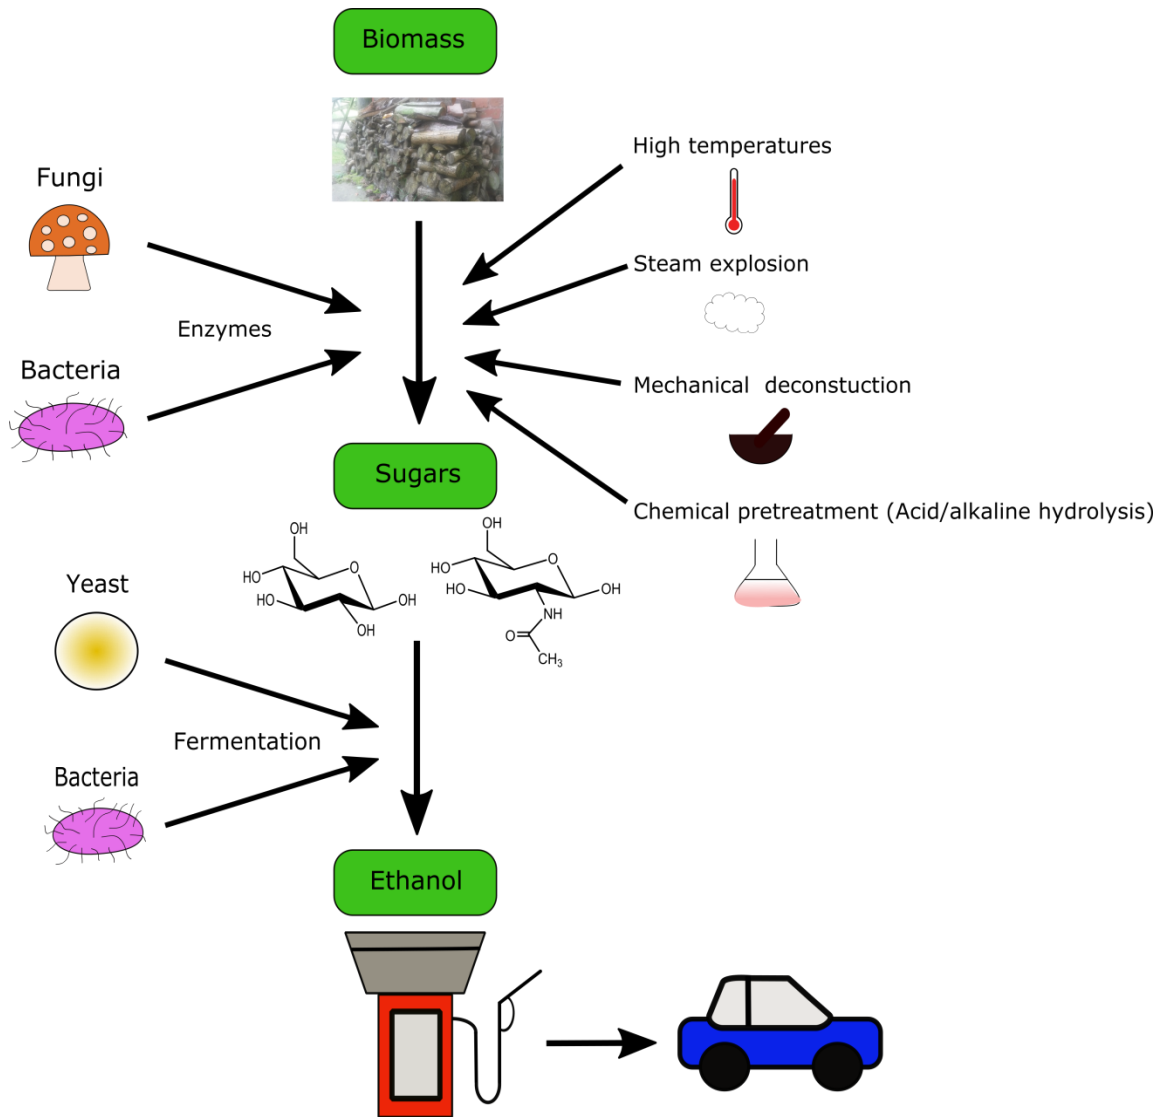 Biomass
High temperatures
Fungi
Steam explosion
Enzymes
Bacteria
Mechanical  deconstuction
Sugars
Chemical pretreatment (Acid/alkaline hydrolysis)
OH
HO
O
HO
OH
OH
OH
HO
O
HO
OH
NH
O
CH3
Yeast
Fermentation
Bacteria
Ethanol